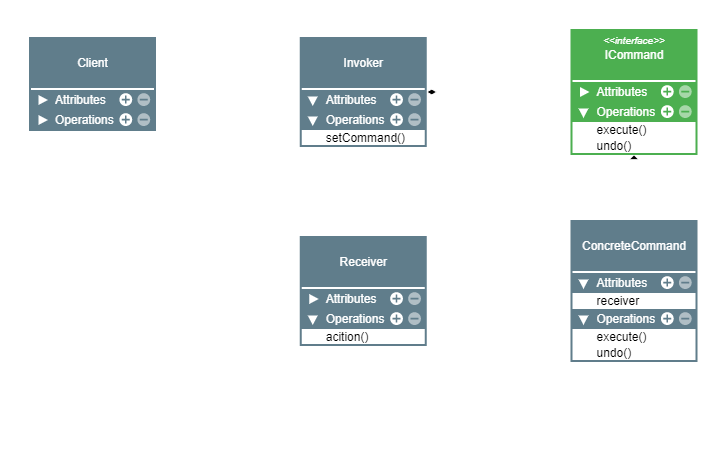 Client
Attributes
Operations
Invoker
Attributes
Operations
setCommand()
<<interface>>
ICommand
Attributes
Operations
execute()
undo()
Receiver
Attributes
Operations
acition()
ConcreteCommand
Attributes
receiver
Operations
execute()
undo()